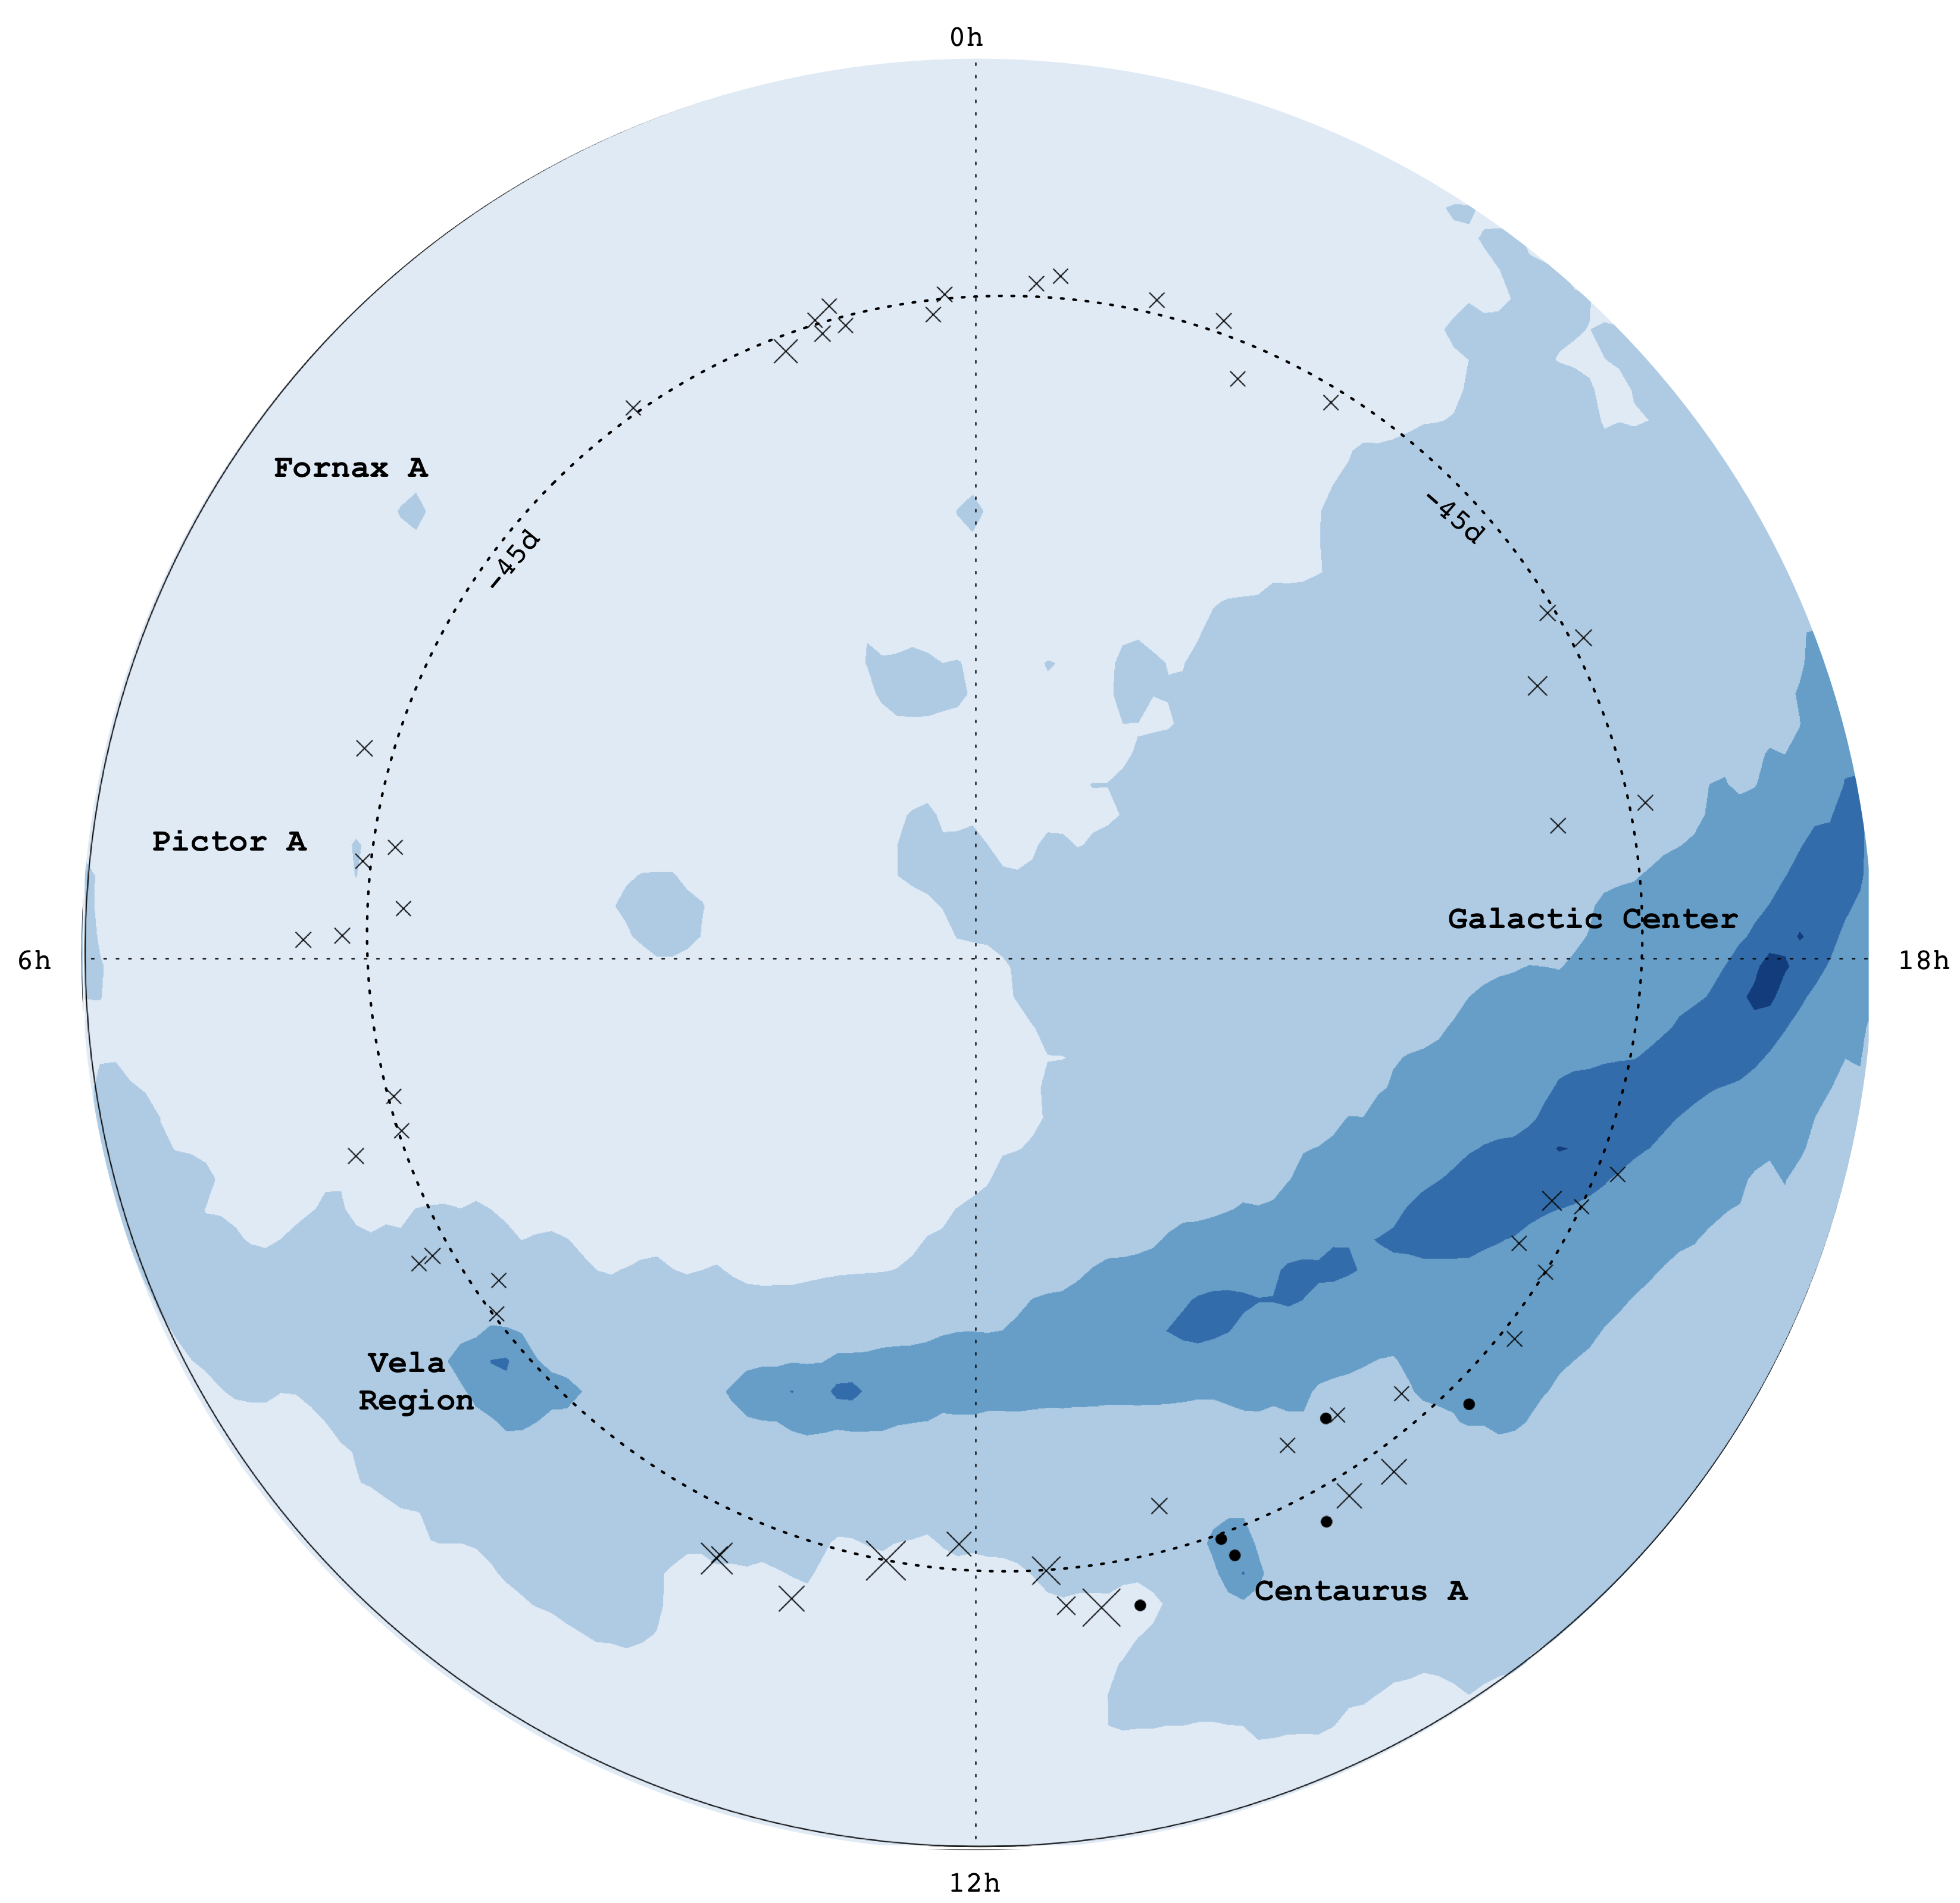 0h
Fornax A
−45d
−45d
Pictor A
Galactic Center
6h
18h
Vela
Region
Centaurus A
12h